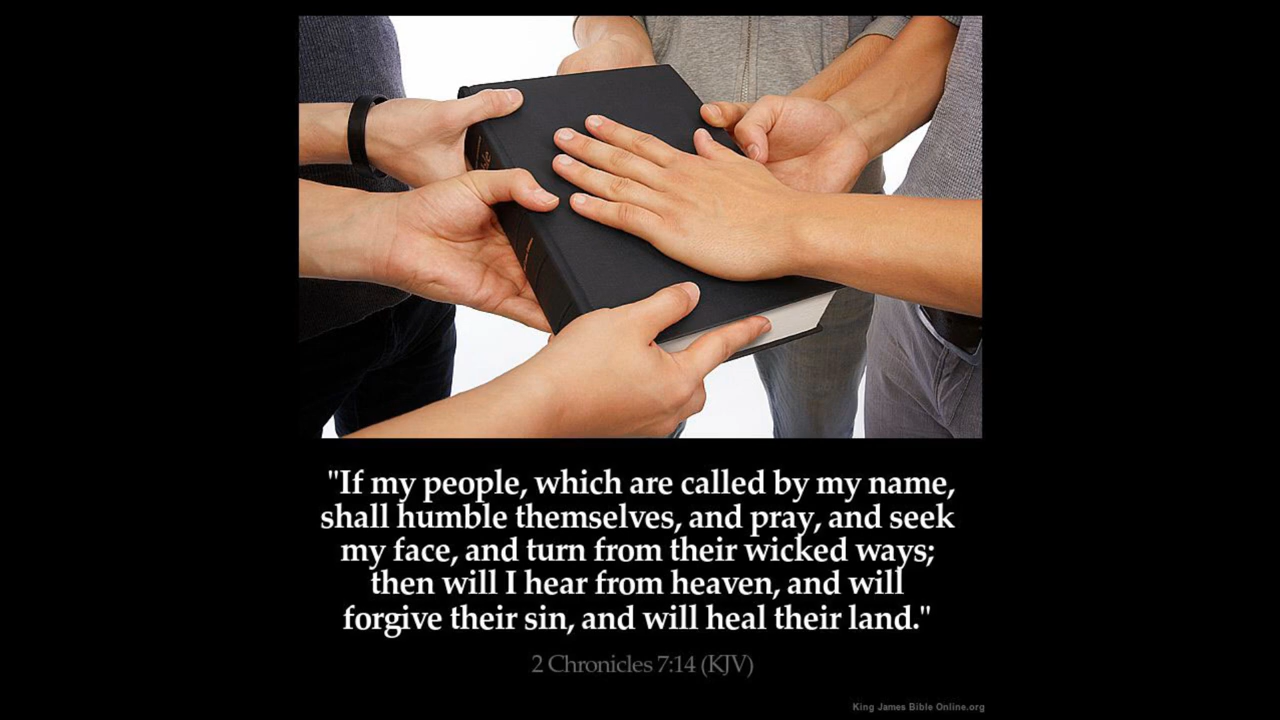 "If my people, which are called by my name,
shall humble themselves, and pray, and seek
my face, and turn from their wicked ways;
then will I hear from heaven, and will
forgive their sin, and will heal their land."
2 Chronicles 7:14 (KJV)
King James Bible Online.org